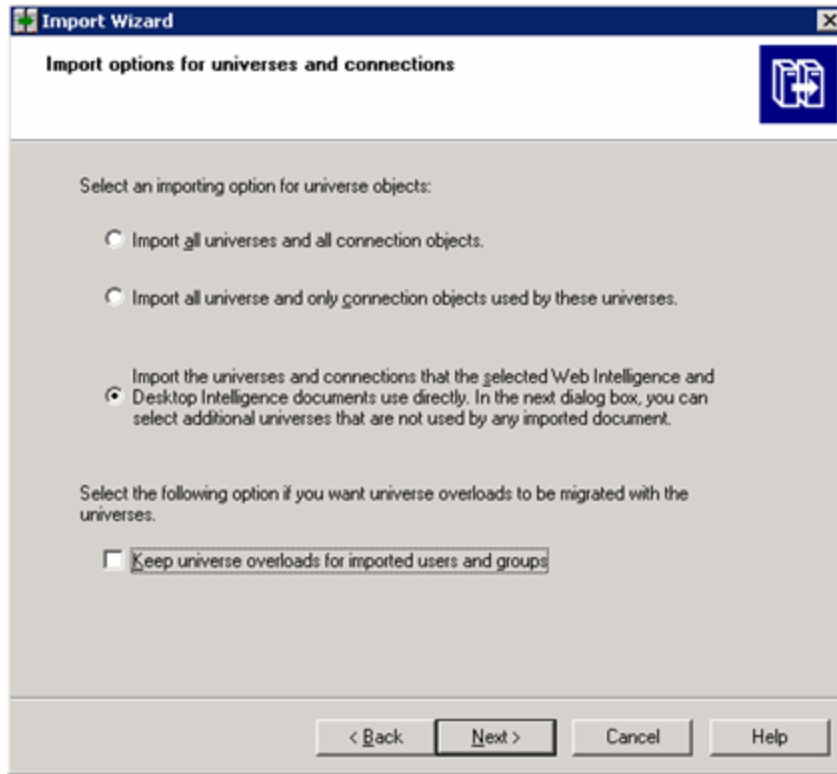 Import Wizard
Import options for universes and connections
Select an importing option for universe objects:
Import all universes and all connection objects.
Import all universe and only connection objects used by these universes.
Import the universes and connections that the selected Web Intelligence and
Desktop Intelligence documents use directly. In the next dialog box, you can
select additional universes that are not used by any imported document.
Select the following option if you want universe overloads to be migrated with the
universes.
Keep universe overloads for imported users and groups
< Back Next > Cancel Help